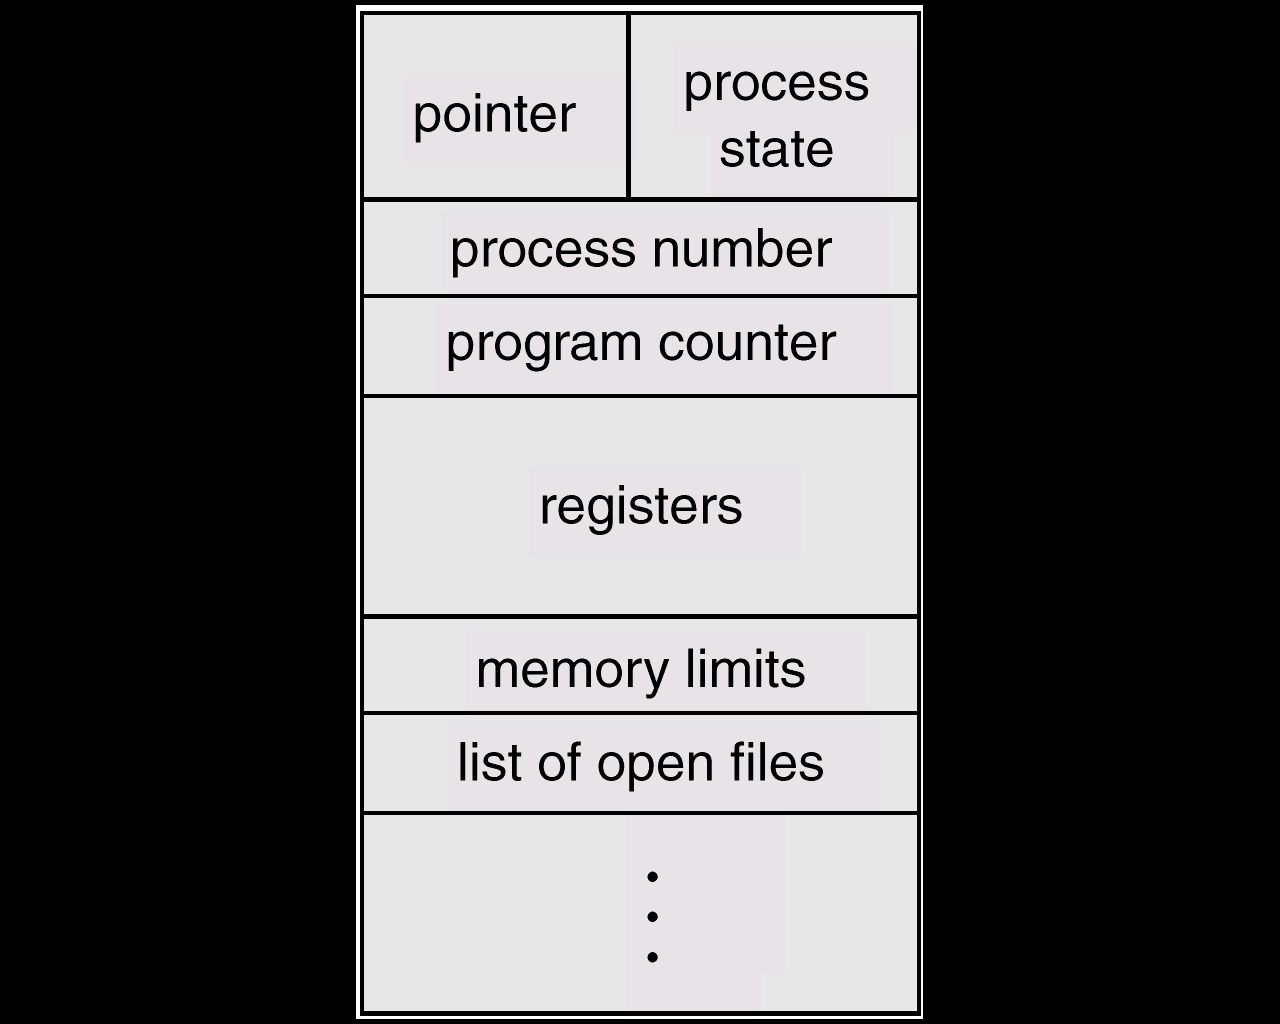 pointer
process
state
process number
program counter
registers
memory limits
list of open files